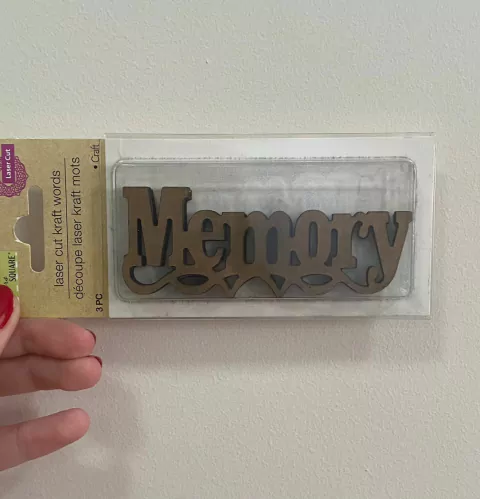 Laser Cut
SQUARE
laser cut kraft words
découpe laser kraft mots
• Craft
3 PC
Memory